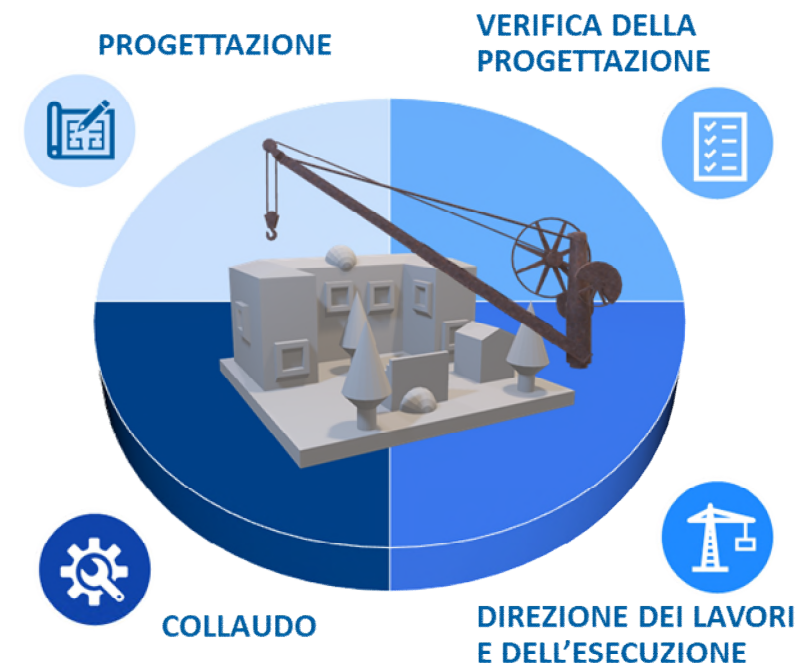 PROGETTAZIONE
VERIFICA DELLA
PROGETTAZIONE
COLLAUDO
DIREZIONE DEI LAVORI
E DELL’ESECUZIONE